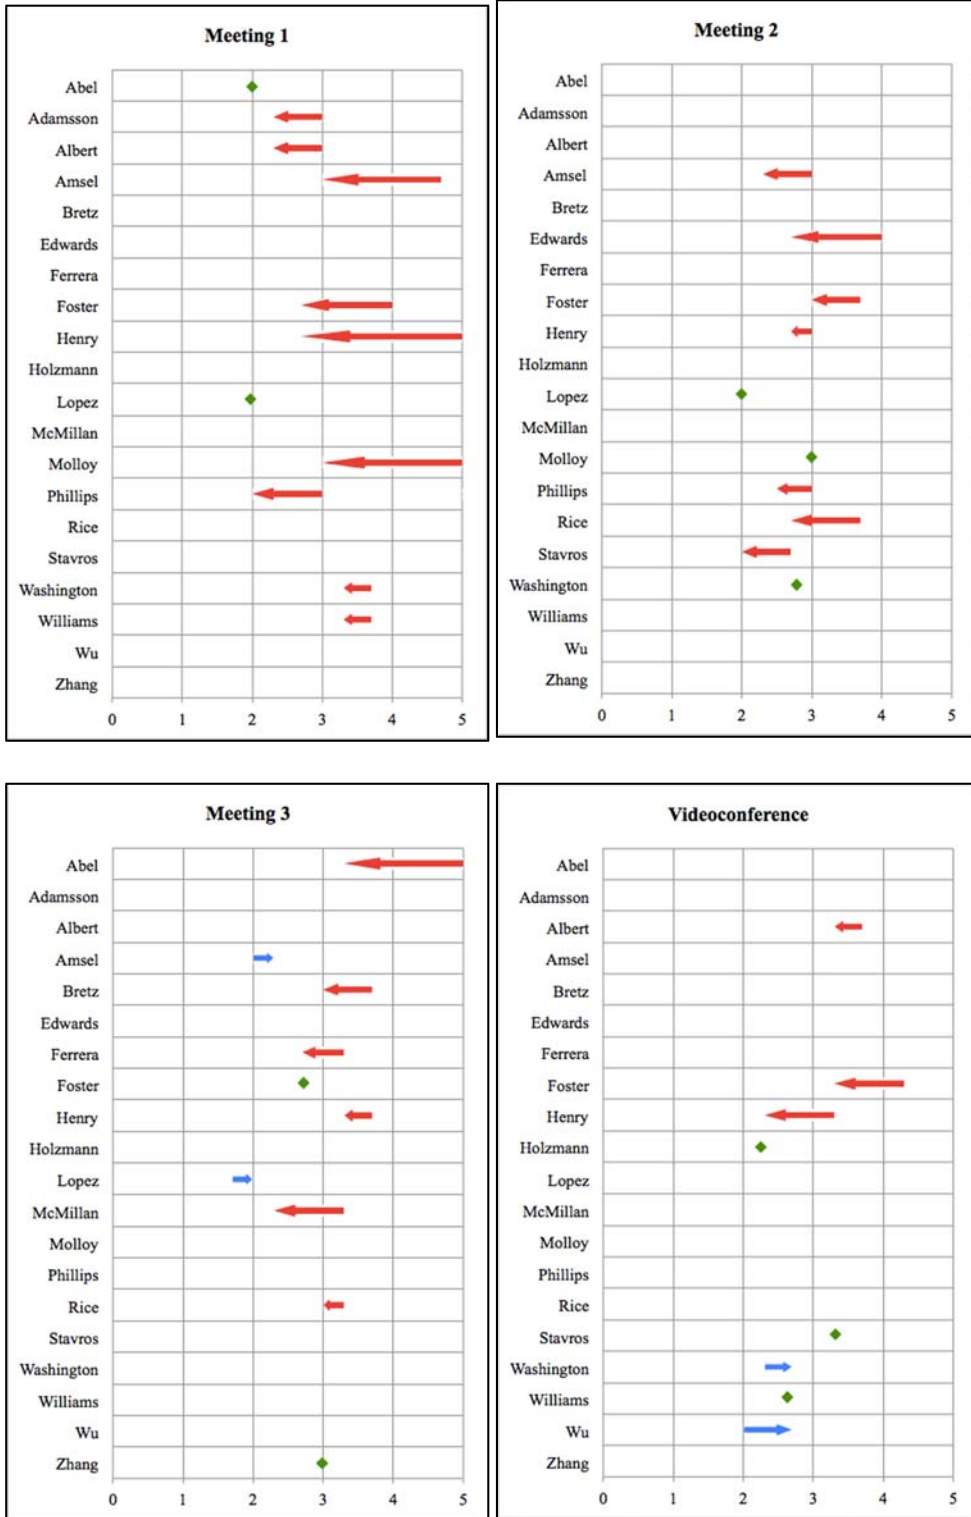 Meeting 1
Abel
Adamsson
Albert
Amsel
Bretz
Edwards
Ferrera
Foster
Henry
Holzmann
Lopez
McMillan
Molloy
Phillips
Rice
Stavros
Washington
Williams
Wu
Zhang
0 1 2 3 4 5
Meeting 2
Abel
Adamsson
Albert
Amsel
Bretz
Edwards
Ferrera
Foster
Henry
Holzmann
Lopez
McMillan
Molloy
Phillips
Rice
Stavros
Washington
Williams
Wu
Zhang
0 1 2 3 4 5
Meeting 3
Abel
Adamsson
Albert
Amsel
Bretz
Edwards
Ferrera
Foster
Henry
Holzmann
Lopez
McMillan
Molloy
Phillips
Rice
Stavros
Washington
Williams
Wu
Zhang
0 1 2 3 4 5
Videoconference
Abel
Adamsson
Albert
Amsel
Bretz
Edwards
Ferrera
Foster
Henry
Holzmann
Lopez
McMillan
Molloy
Phillips
Rice
Stavros
Washington
Williams
Wu
Zhang
0 1 2 3 4 5